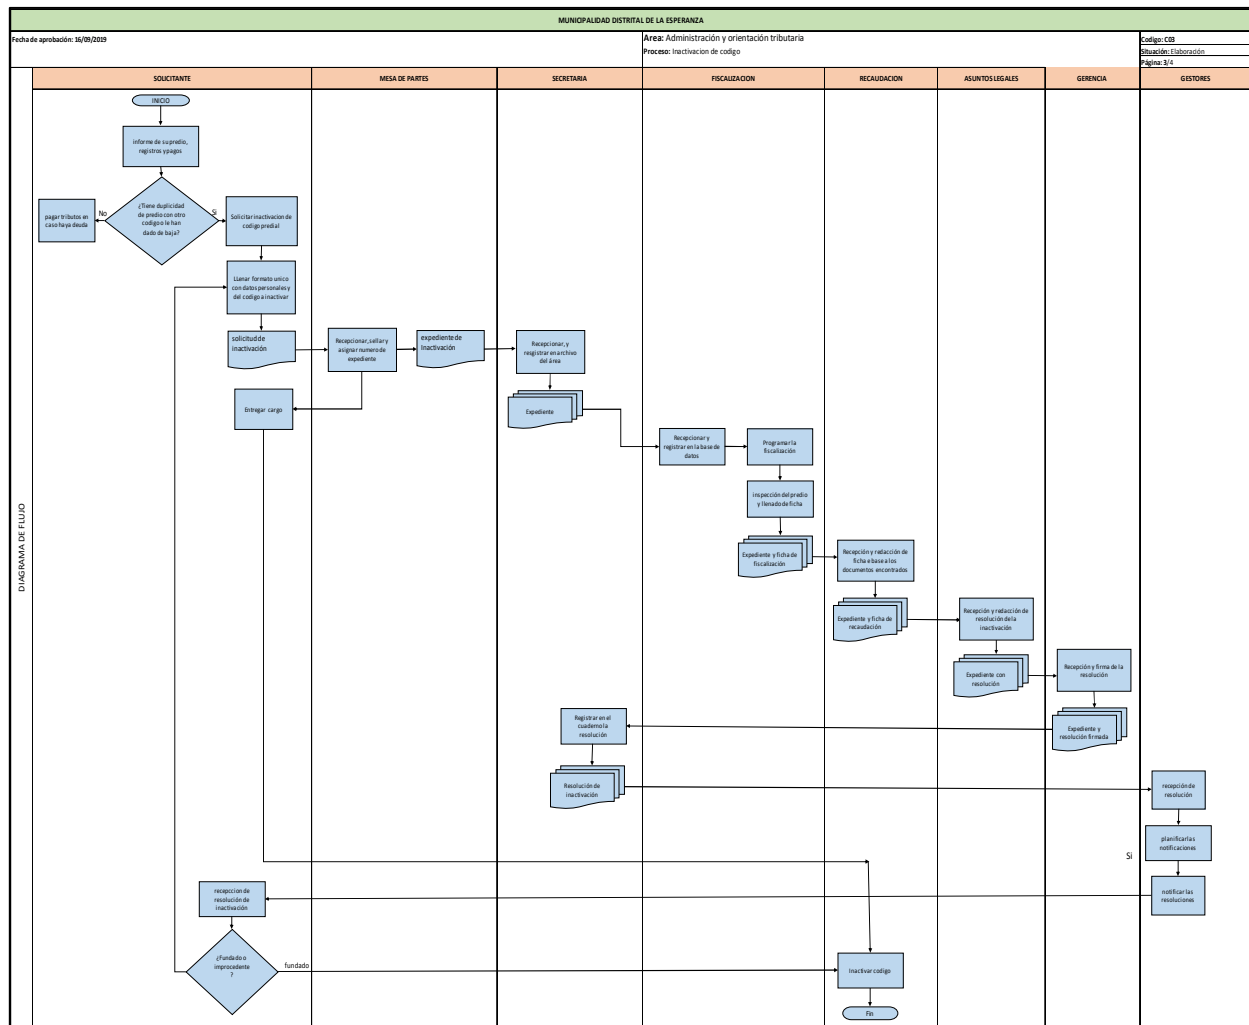 MUNICIPALIDAD DISTRITAL DE LA ESPERANZA
Fecha de aprobación: 16/09/2019
Area: Administración y orientación tributaria
Proceso: Inactivacion de codigo
Codigo: C03
Situación: Elaboración
Página: 3/4
SOLICITANTE
MESA DE PARTES
SECRETARIA
FISCALIZACION
RECAUDACION
ASUNTOS LEGALES
GERENCIA
GESTORES
DIAGRAMA DE FLUJO
INICIO
informe de su predio,
registros y pagos
¿Tiene duplicidad
de predio con otro
codigo o le han
dado de baja?
No
Si
pagar tributos en
caso haya deuda
Solicitar inactivacion de
codigo predial
LLenar formato unico
con datos personales y
del codigo a inactivar
solicitud de
inactivación
Recepcionar, sellar y
asignar numero de
expediente
expediente de
Inactivación
Recepcionar, y
resgistrar en archivo
del área
Entregar cargo
Expediente
Recepcionar y
registrar en la base de
datos
Programar la
fiscalización
inspección del predio
y llenado de ficha
Expediente y ficha de
fiscalización
Recepción y redacción de
ficha e base a los
documentos encontrados
Expediente y ficha de
recaudación
Recepción y redacción de
resolución de la
inactivación
Expediente con
resolución
Recepción y firma de la
resolución
Expediente y
resolución firmada
Registrar en el
cuaderno la
resolución
Resolución de
inactivación
recepción de
resolución
planificar las
notificaciones
Si
notificar las
resoluciones
recepccion de
resolución de
inactivación
¿Fundado o
improcedente
?
fundado
Inactivar codigo
Fin